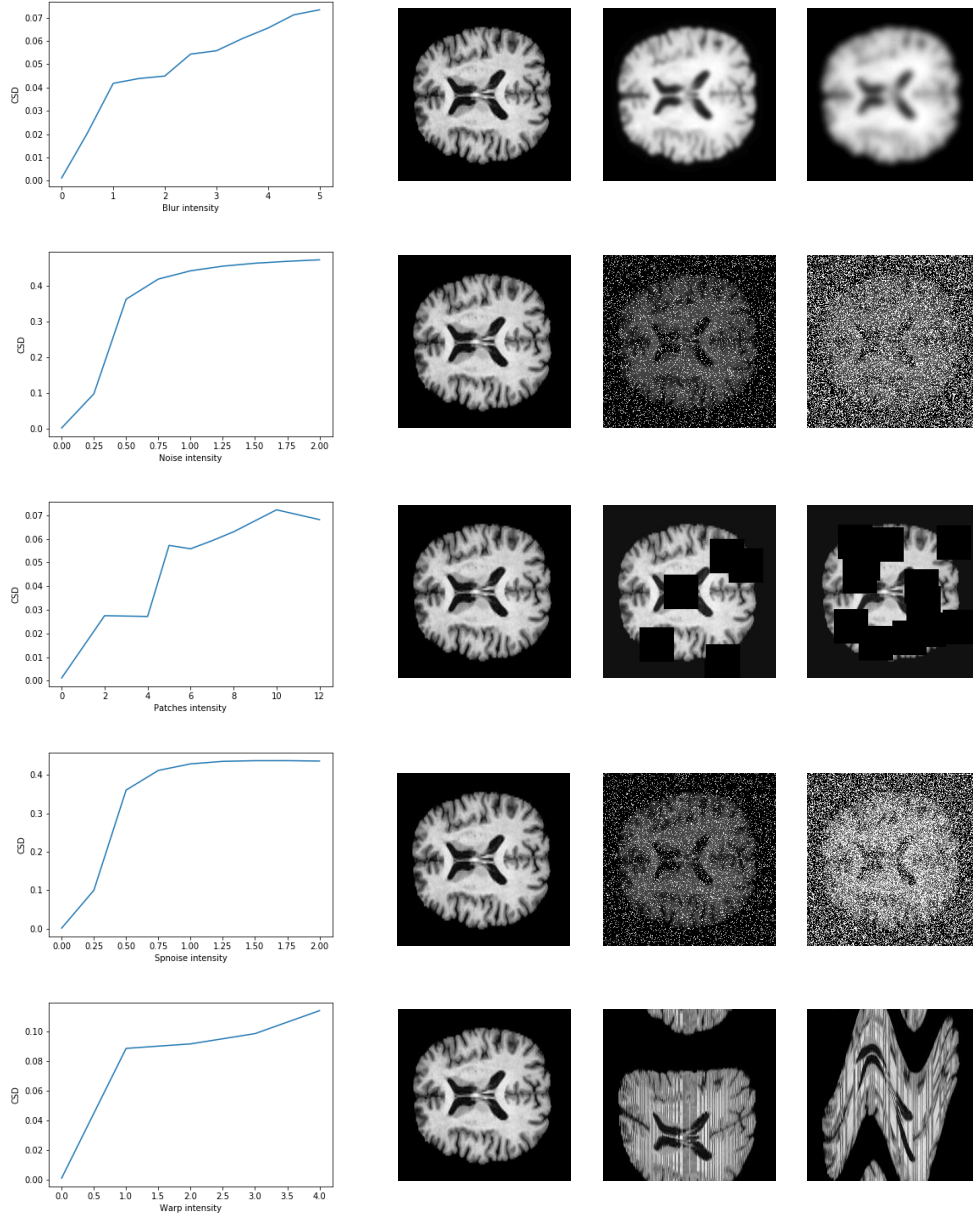 0.07
0.06
0.05
0.04
0.03
0.02
0.01
0.00
CSD
0 1 2 3 4 5
Blur intensity
0.4
0.3
0.2
0.1
0.0
CSD
0.00 0.25 0.50 0.75 1.00 1.25 1.50 1.75 2.00
Noise intensity
0.07
0.06
0.05
0.04
0.03
0.02
0.01
0.00
CSD
0 2 4 6 8 10 12
Patches intensity
0.4
0.3
0.2
0.1
0.0
CSD
0.00 0.25 0.50 0.75 1.00 1.25 1.50 1.75 2.00
Spnoise intensity
0.10
0.08
0.06
0.04
0.02
0.00
CSD
0.0 0.5 1.0 1.5 2.0 2.5 3.0 3.5 4.0
Warp intensity